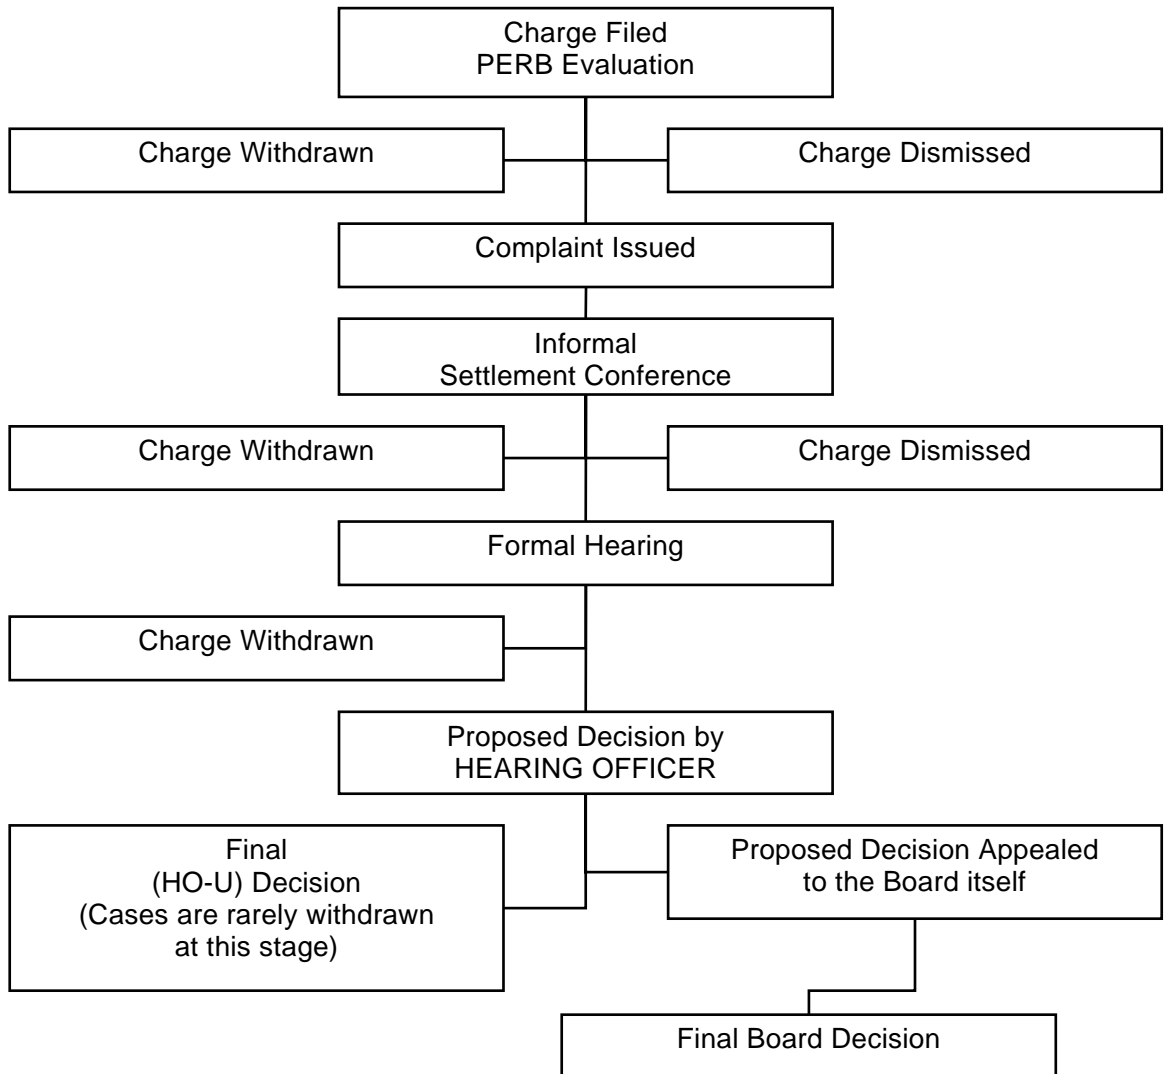 Charge Filed
PERB Evaluation
Charge Withdrawn
Charge Dismissed
Complaint Issued
Informal
Settlement Conference
Charge Withdrawn
Charge Dismissed
Formal Hearing
Charge Withdrawn
Proposed Decision by
HEARING OFFICER
Final
(HO-U) Decision
(Cases are rarely withdrawn
at this stage)
Proposed Decision Appealed
to the Board itself
Final Board Decision